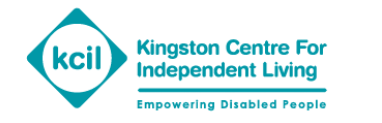 kcil
Kingston Centre For
Independent Living
Empowering Disabled People